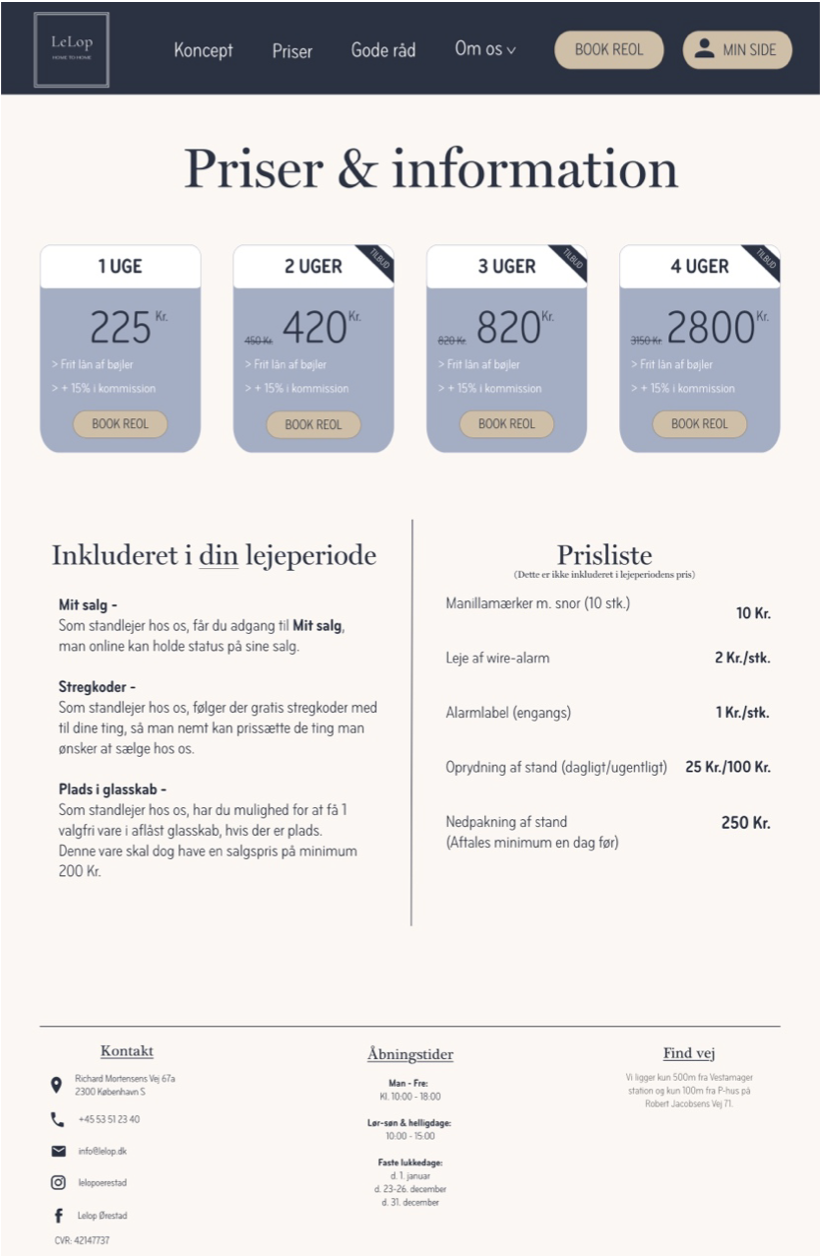 LeLop
HOME TO HOME
Koncept
Priser
Gode råd
Om os
BOOK REOL
MIN SIDE
Priser & information
1 UGE
225 Kr.
> Frit lån af bøjler
> + 15% i kommission
BOOK REOL
2 UGER
TILBUD
450 Kr. 420 Kr.
> Frit lån af bøjler
> + 15% i kommission
BOOK REOL
3 UGER
TILBUD
820 Kr. 820 Kr.
> Frit lån af bøjler
> + 15% i kommission
BOOK REOL
4 UGER
TILBUD
3150 Kr. 2800 Kr.
> Frit lån af bøjler
> + 15% i kommission
BOOK REOL
Inkluderet i din lejeperiode
Mit salg -
Som standlejer hos os, får du adgang til Mit salg,
man online kan holde status på sine salg.
Stregkoder -
Som standlejer hos os, følger der gratis stregkoder med
til dine ting, så man nemt kan prissætte de ting man
ønsker at sælge hos os.
Plads i glasskab -
Som standlejer hos os, har du mulighed for at få 1
valgfri vare i aflåst glasskab, hvis der er plads.
Denne vare skal dog have en salgspris på minimum
200 Kr.
Prisliste
(Dette er ikke inkluderet i lejeperiodens pris)
Manillamærker m. snor (10 stk.) 10 Kr.
Leje af wire-alarm 2 Kr./stk.
Alarmlabel (engangs) 1 Kr./stk.
Oprydning af stand (dagligt/ugentligt) 25 Kr./100 Kr.
Nedpakning af stand 250 Kr.
(Aftales minimum en dag før)
Kontakt
Richard Mortensens Vej 67a
2300 København S
+45 53 51 23 40
info@lelop.dk
lelopoerestad
Lelop Ørestad
CVR: 42147737
Åbningstider
Man - Fre:
Kl. 10:00 - 18.00
Lør-søn & helligdage:
10:00 - 15:00
Faste lukkedage:
d. 1. januar
d. 23-26. december
d. 31. december
Find vej
Vi ligger kun 500m fra Vestamager
station og kun 100m fra P-hus på
Robert Jacobsens Vej 71.